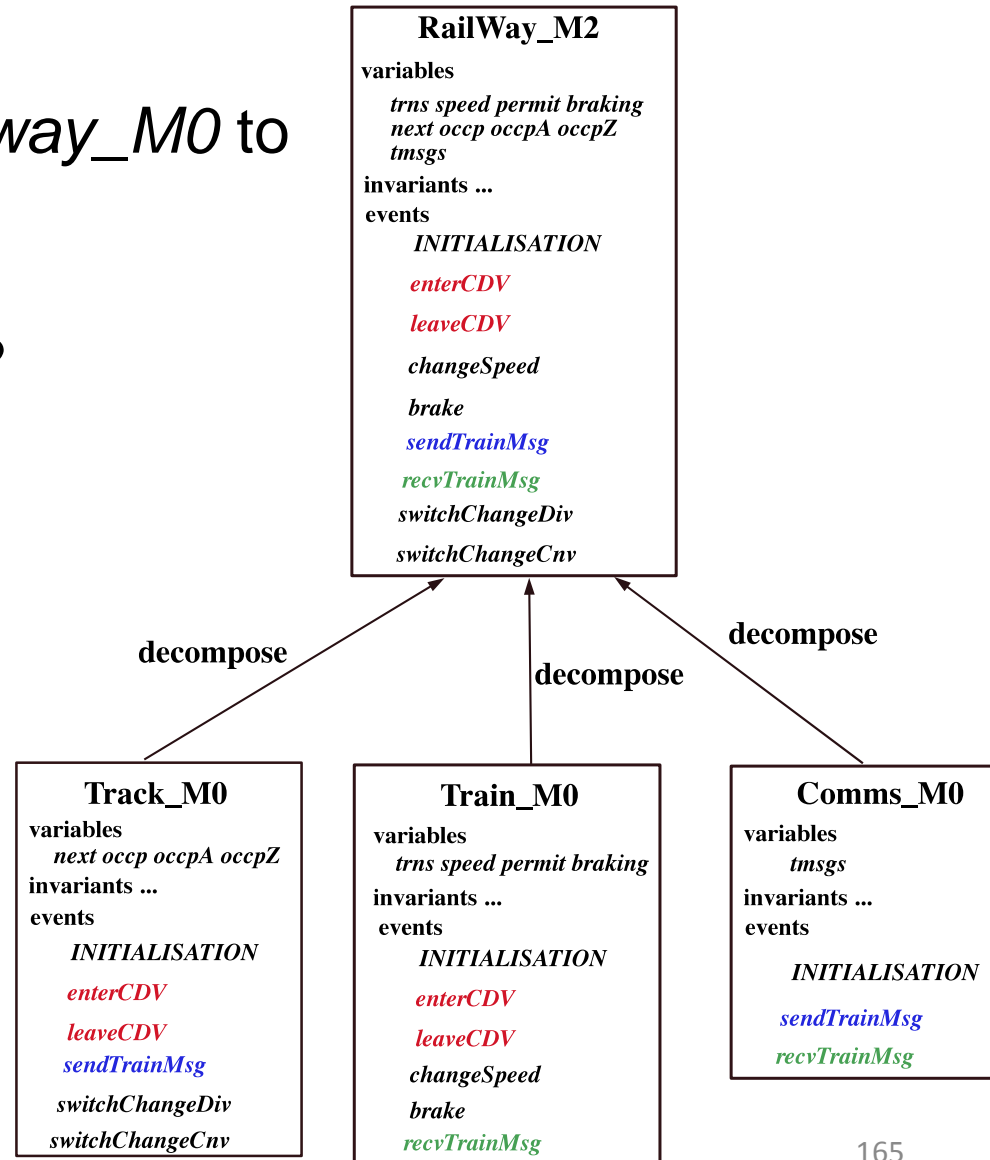 way_M0 to
RailWay_M2
variables
trns speed permit braking
next occp occpA occpZ
tmsgs
invariants ...
events
INITIALISATION
enterCDV
leaveCDV
changeSpeed
brake
sendTrainMsg
recvTrainMsg
switchChangeDiv
switchChangeCnv
decompose
decompose
decompose
Track_M0
variables
next occp occpA occpZ
invariants ...
events
INITIALISATION
enterCDV
leaveCDV
sendTrainMsg
switchChangeDiv
switchChangeCnv
Train_M0
variables
trns speed permit braking
invariants ...
events
INITIALISATION
enterCDV
leaveCDV
changeSpeed
brake
recvTrainMsg
Comms_M0
variables
tmsgs
invariants ...
events
INITIALISATION
sendTrainMsg
recvTrainMsg
165